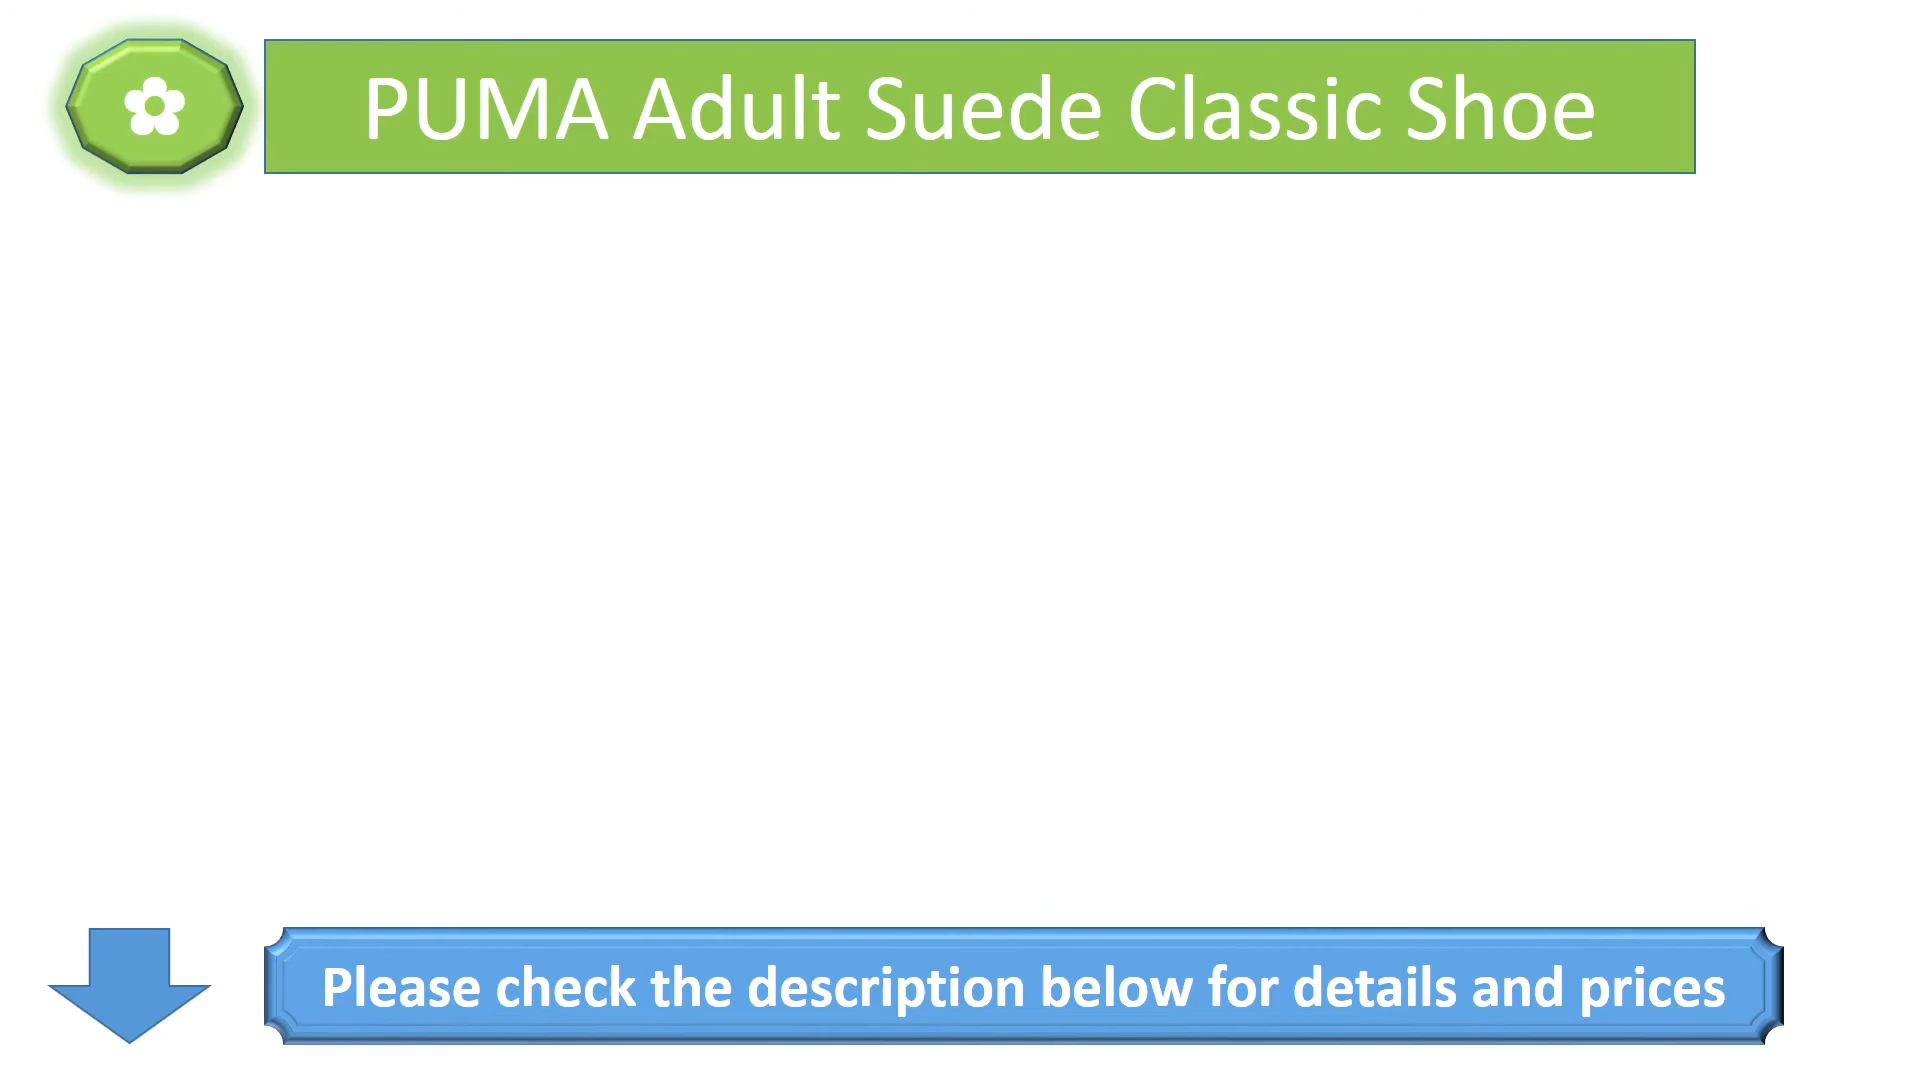 PUMA Adult Suede Classic Shoe
Please check the description below for details and prices